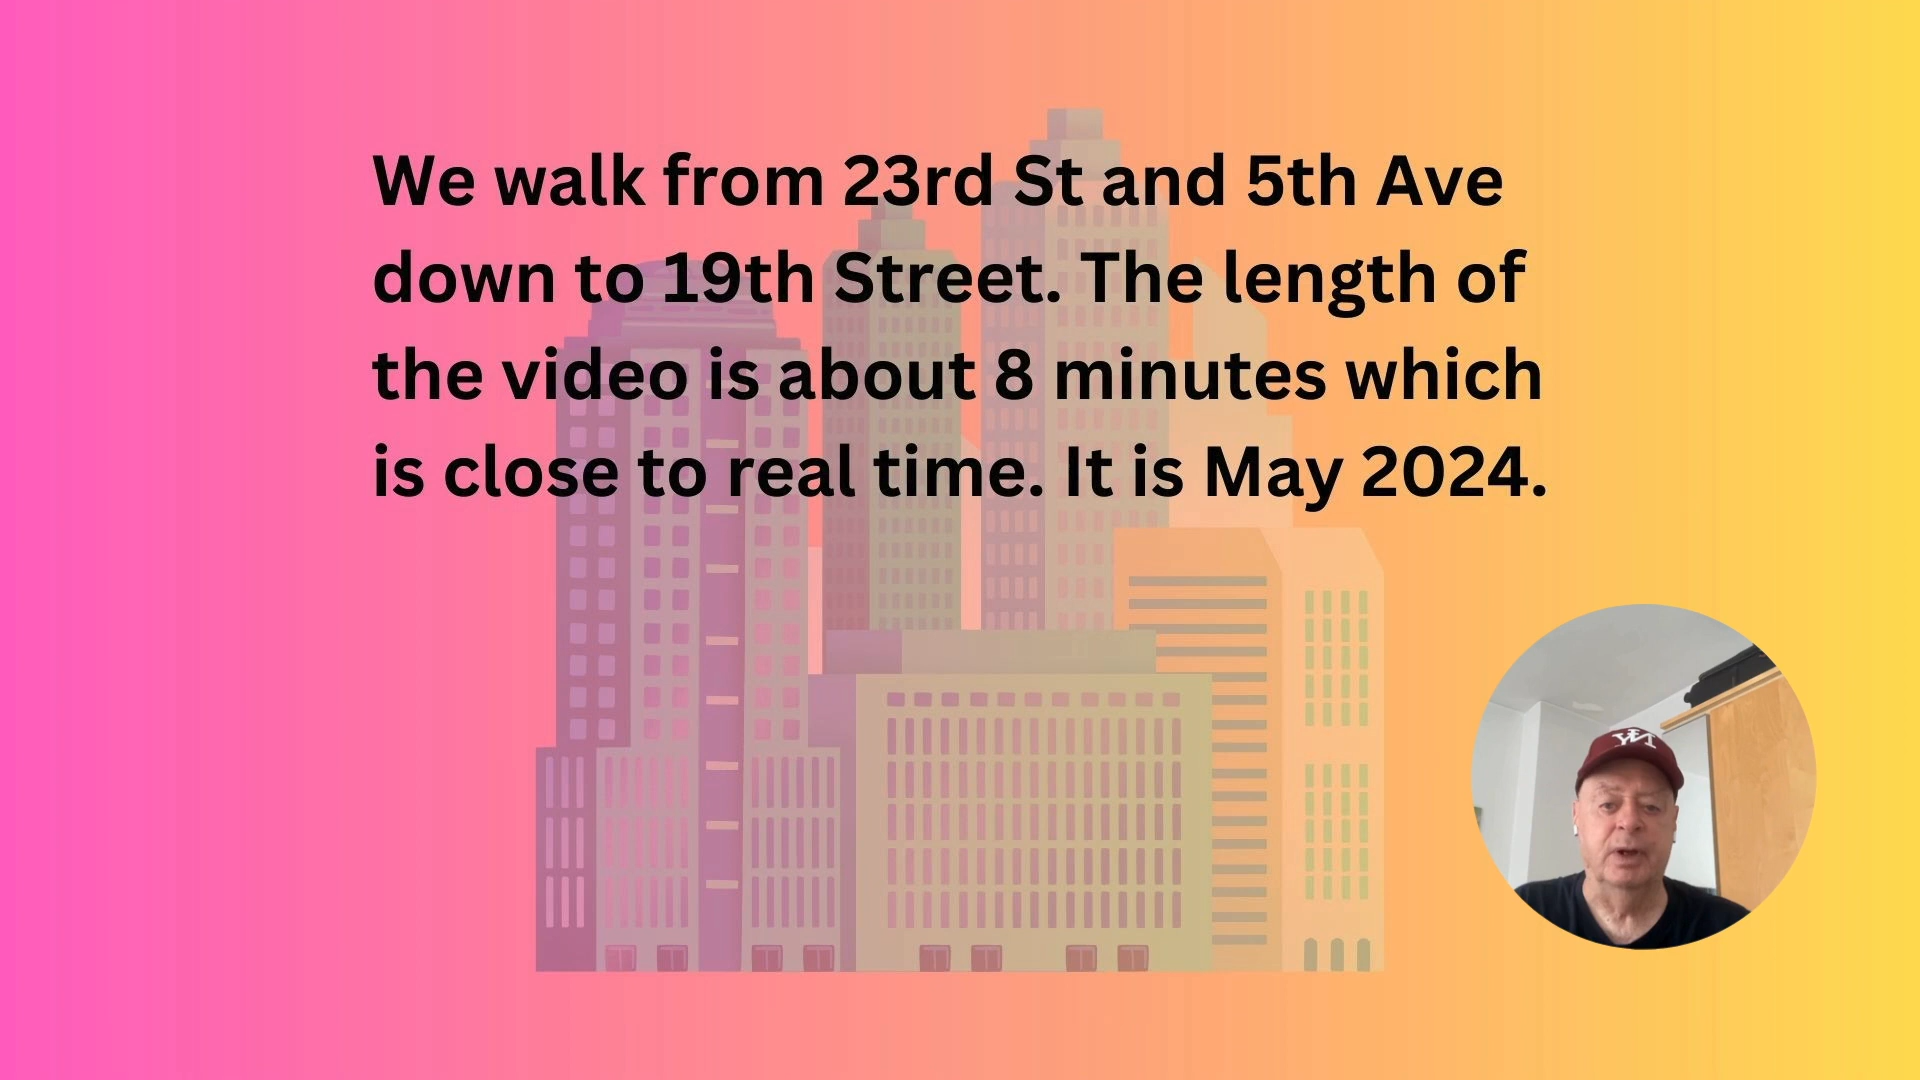 We walk from 23rd St and 5th Ave
down to 19th Street. The length of
the video is about 8 minutes which
is close to real time. It is May 2024.